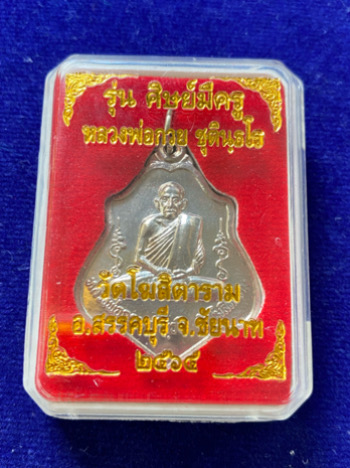 รุ่น ศิษย์มีครู
หลวงพ่อกวย ชุตินฺธโร
วัดโฆสิตาราม
อ.สรรคบุรี จ.ชัยนาท
๒๕๖๔